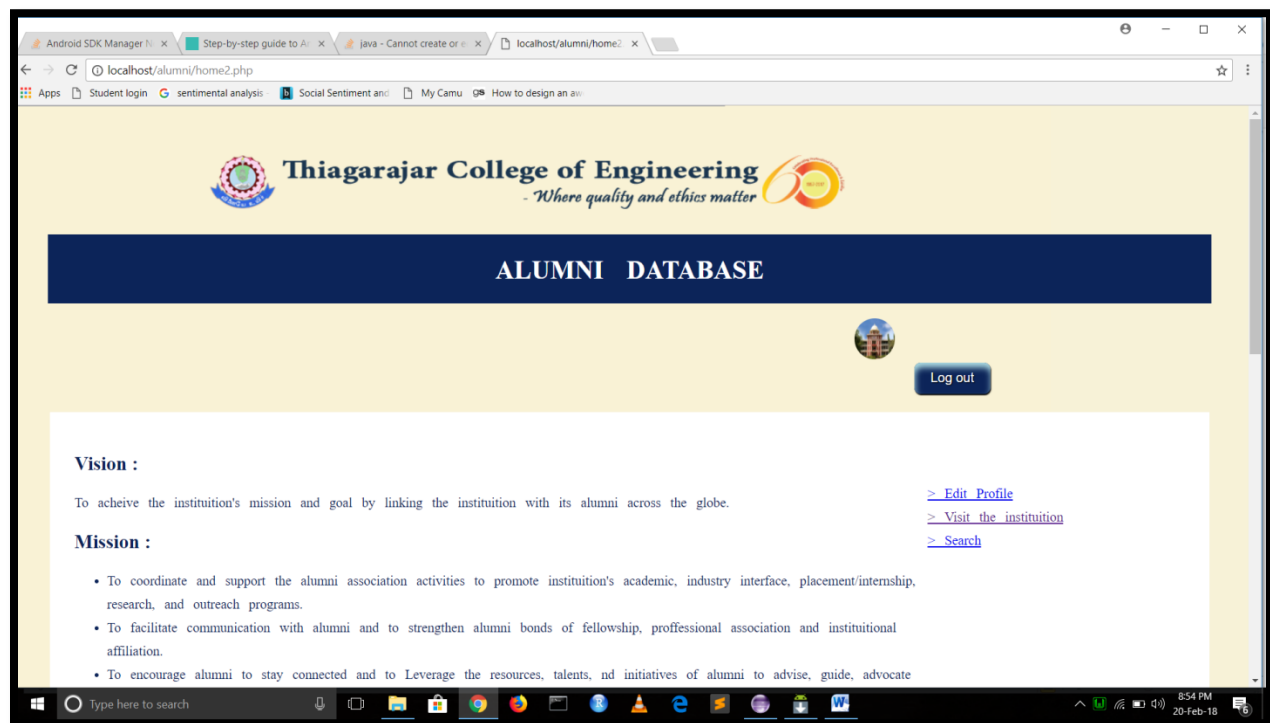 Android SDK Manager N
Step-by-step guide to Ac
java - Cannot create or e
localhost/alumni/home2.
localhost/alumni/home2.php
Apps Student login sentimental analysis - Social Sentiment and My Camu gs How to design an aw
Thiagarajar College of Engineering
- Where quality and ethics matter
ALUMNI DATABASE
Log out
Vision :
To acheive the instituition's mission and goal by linking the instituition with its alumni across the globe.
> Edit Profile
> Visit the instituition
> Search
Mission :
• To coordinate and support the alumni association activities to promote instituition's academic, industry interface, placement/internship,
research, and outreach programs.
• To facilitate communication with alumni and to strengthen alumni bonds of fellowship, proffessional association and instituitional
affiliation.
• To encourage alumni to stay connected and to Leverage the resources, talents, nd initiatives of alumni to advise, guide, advocate
Type here to search
8:54 PM
20-Feb-18